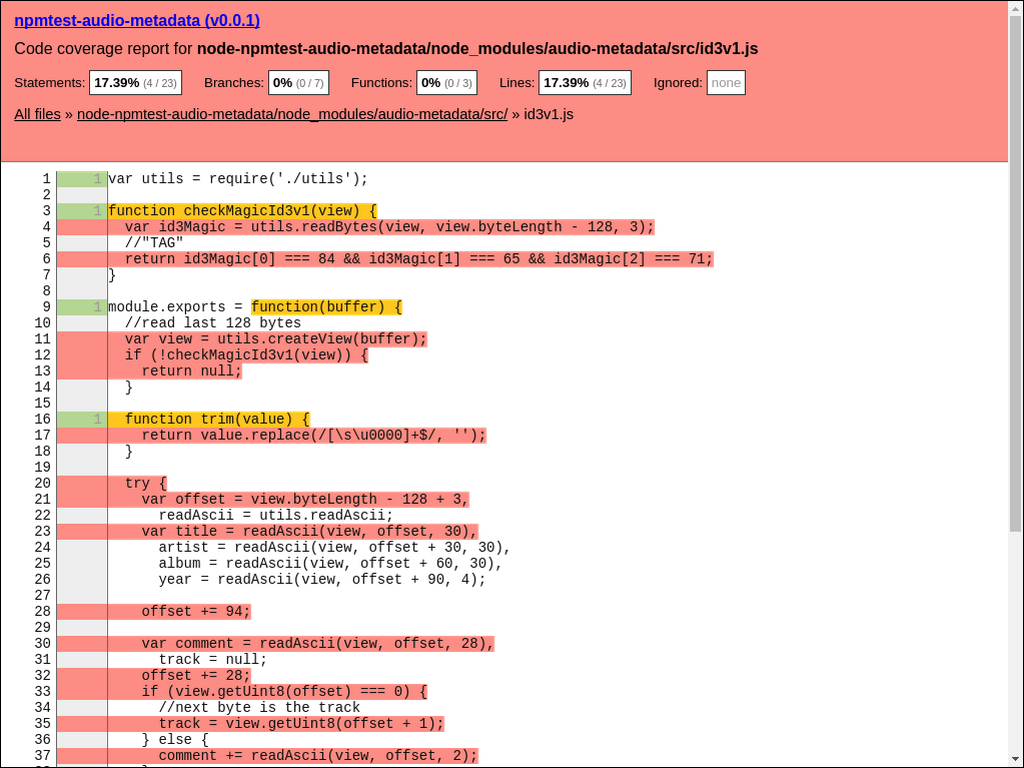 npmtest-audio-metadata (v0.0.1)
Code coverage report for node-npmtest-audio-metadata/node_modules/audio-metadata/src/id3v1.js
Statements: 17.39% (4 / 23) Branches: 0% (0 / 7) Functions: 0% (0 / 3) Lines: 17.39% (4 / 23) Ignored: none
All files » node-npmtest-audio-metadata/node_modules/audio-metadata/src/ » id3v1.js
1 1 var utils = require('./utils');
2
3 1 function checkMagicId3v1(view) {
4   var id3Magic = utils.readBytes(view, view.byteLength - 128, 3);
5   //"TAG"
6   return id3Magic[0] === 84 && id3Magic[1] === 65 && id3Magic[2] === 71;
7 }
8
9 1 module.exports = function(buffer) {
10   //read last 128 bytes
11   var view = utils.createView(buffer);
12   if (!checkMagicId3v1(view)) {
13     return null;
14   }
15
16 1   function trim(value) {
17     return value.replace(/[\s\u0000]+$/, '');
18   }
19
20   try {
21     var offset = view.byteLength - 128 + 3,
22       readAscii = utils.readAscii;
23     var title = readAscii(view, offset, 30),
24       artist = readAscii(view, offset + 30, 30),
25       album = readAscii(view, offset + 60, 30),
26       year = readAscii(view, offset + 90, 4);
27
28     offset += 94;
29
30     var comment = readAscii(view, offset, 28),
31       track = null;
32     offset += 28;
33     if (view.getUint8(offset) === 0) {
34       //next byte is the track
35       track = view.getUint8(offset + 1);
36     } else {
37       comment += readAscii(view, offset, 2);